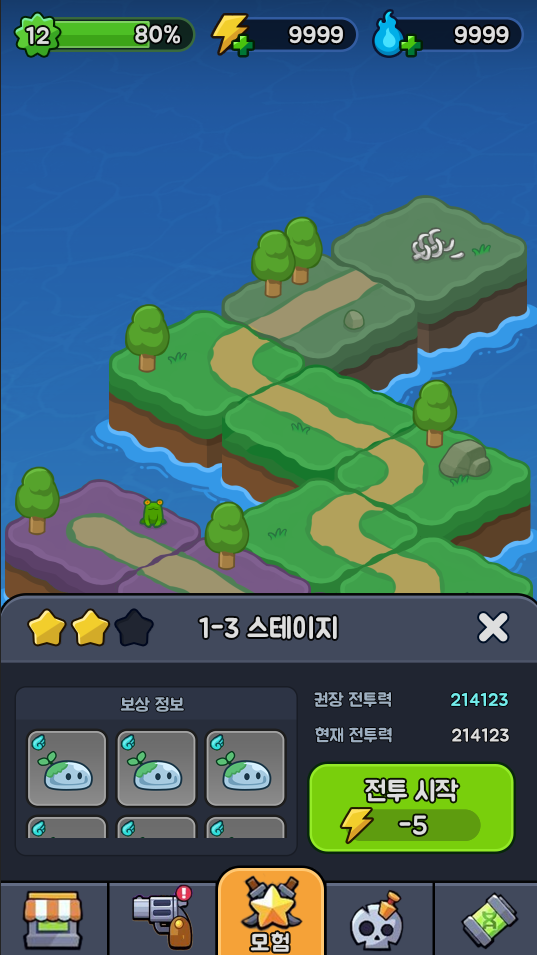 12
80%
9999
9999
1-3 스테이지
보상 정보
권장 전투력 214123
현재 전투력 214123
전투 시작
-5
모험